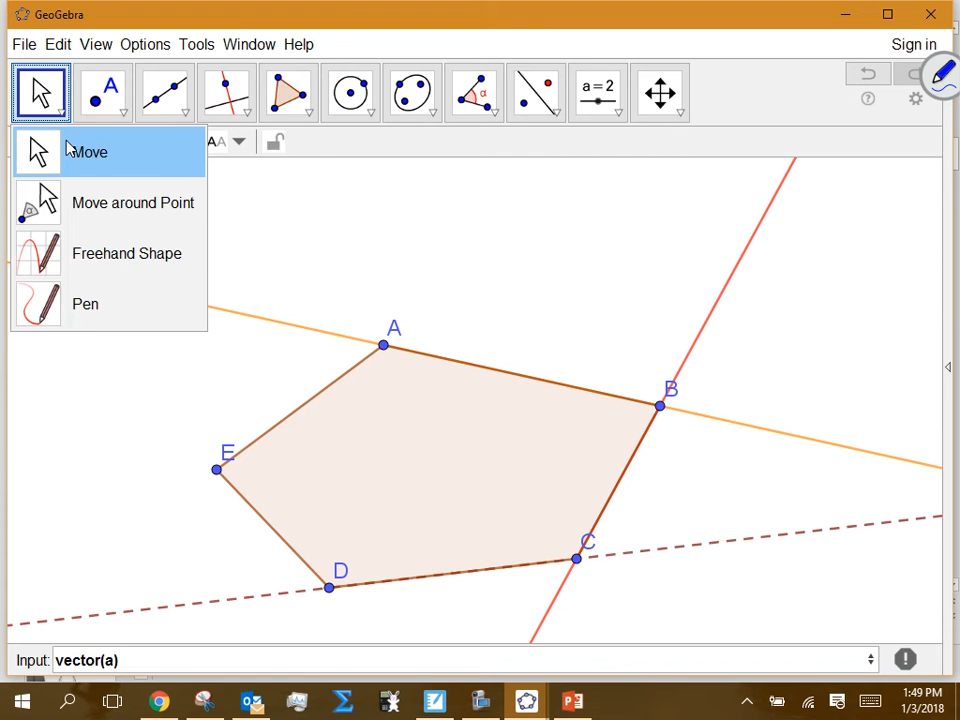 GeoGebra
File Edit View Options Tools Window Help Sign in
A α a = 2
AA
Move
α Move around Point
Freehand Shape
Pen
A
B
E
C
D
Input: vector(a)
1:49 PM
1/3/2018